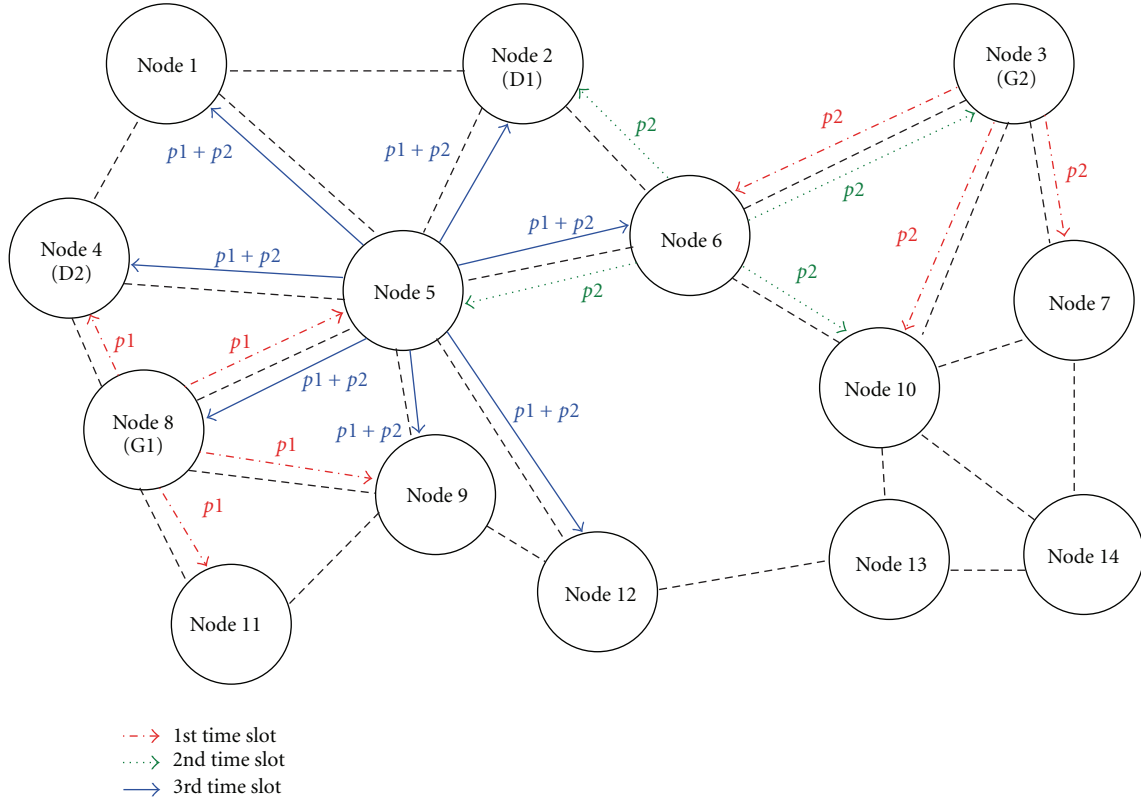 Node 1
Node 2
(D1)
Node 3
(G2)
p2
p2
p1 + p2
p1 + p2
p2
p2
p2
Node 4
(D2)
p1 + p2
Node 5
p1 + p2
Node 6
p2
p2
Node 7
p1
p1
p1 + p2
p1 + p2
Node 8
(G1)
p1
p1 + p2
Node 10
p1
Node 9
Node 11
Node 12
Node 13
Node 14
1st time slot
2nd time slot
3rd time slot